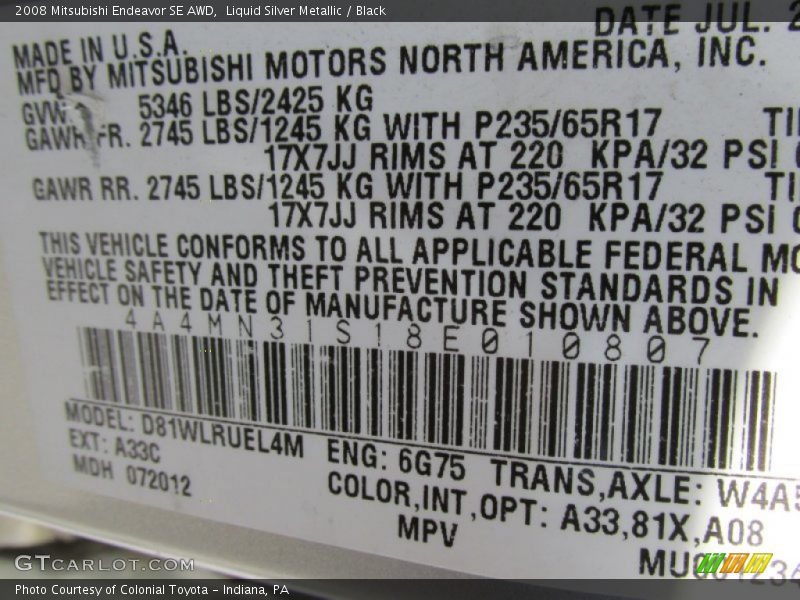 2008 Mitsubishi Endeavor SE AWD,  Liquid Silver Metallic / Black
DATE JUL.
MADE IN U.S.A.
MFD BY MITSUBISHI MOTORS NORTH AMERICA, INC.
5346 LBS/2425 KG
GAWR FR. 2745 LBS/1245 KG WITH P235/65R17
17X7JJ RIMS AT 220 KPA/32 PSI
GAWR RR. 2745 LBS/1245 KG WITH P235/65R17
17X7JJ RIMS AT 220 KPA/32 PSI
THIS VEHICLE CONFORMS TO ALL APPLICABLE FEDERAL
VEHICLE SAFETY AND THEFT PREVENTION STANDARDS IN
EFFECT ON THE DATE OF MANUFACTURE SHOWN ABOVE.
4A4MN31S18E010807
MODEL: D81WLRUEL4M ENG: 6G75 TRANS,AXLE: W4A5
EXT: A33C COLOR,INT,OPT: A33,81X,A08
MDH 072012 MPV
GTCARLOT.COM
Photo Courtesy of Colonial Toyota - Indiana, PA